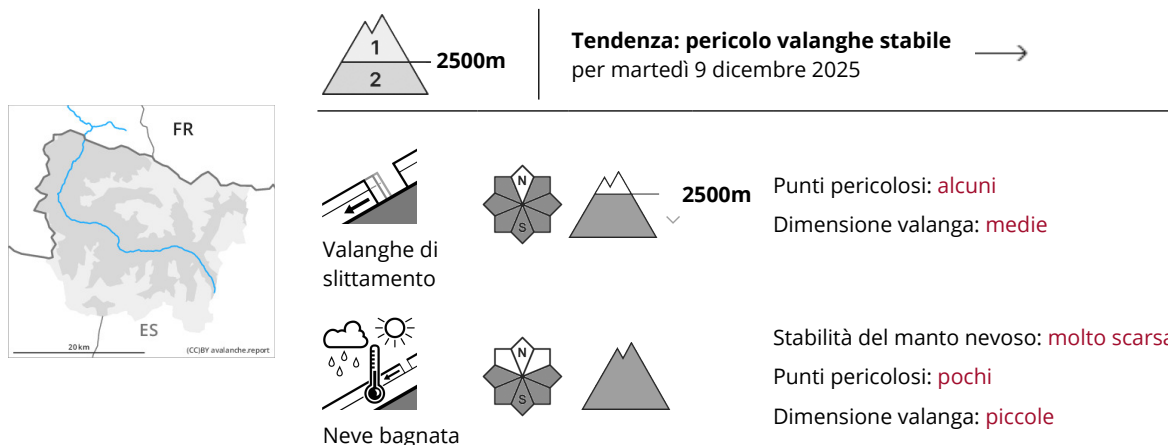 1
2
2500m
Tendenza: pericolo valanghe stabile
per martedì 9 dicembre 2025
FR
ES
20 km
(CC)BY avalanche.report
N
S
2500m
Valanghe di
slittamento
Punti pericolosi: alcuni
Dimensione valanga: medie
N
S
Neve bagnata
Stabilità del manto nevoso: molto scarsa
Punti pericolosi: pochi
Dimensione valanga: piccole